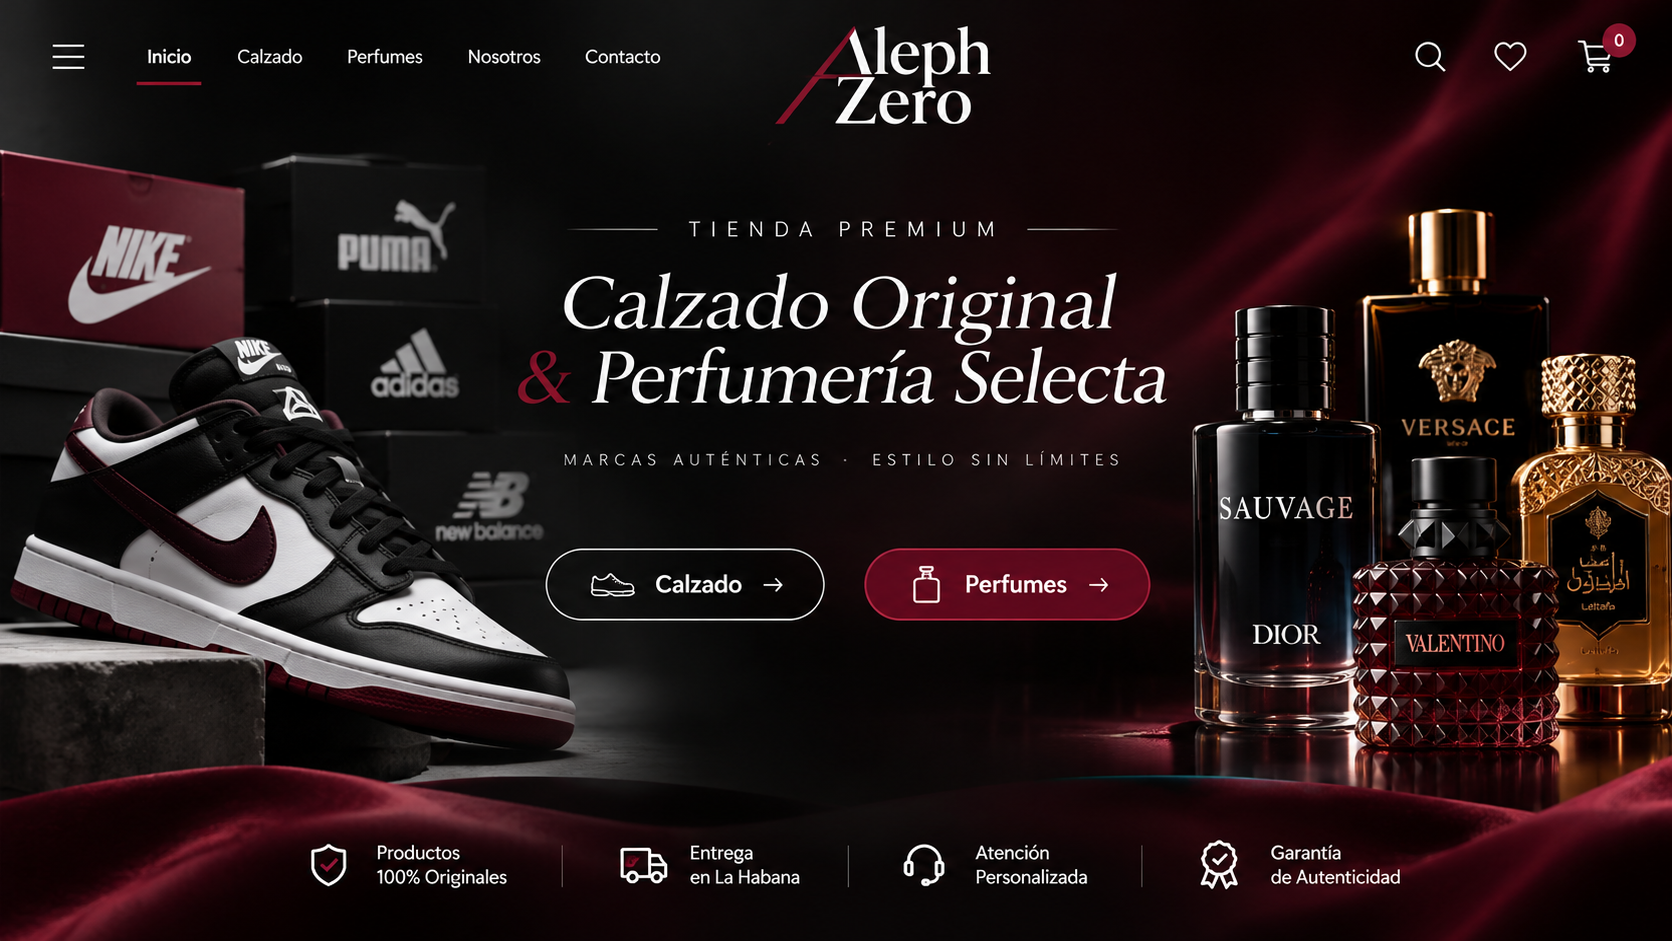 Inicio
Calzado
Perfumes
Nosotros
Contacto
Aleph
Zero
0
NIKE
PUMA
adidas
new balance
NIKE
TIENDA PREMIUM
Calzado Original
& Perfumería Selecta
MARCAS AUTÉNTICAS · ESTILO SIN LÍMITES
Calzado →
Perfumes →
VERSACE
SAUVAGE
DIOR
VALENTINO
Lattafa
Productos
100% Originales
Entrega
en La Habana
Atención
Personalizada
Garantía
de Autenticidad